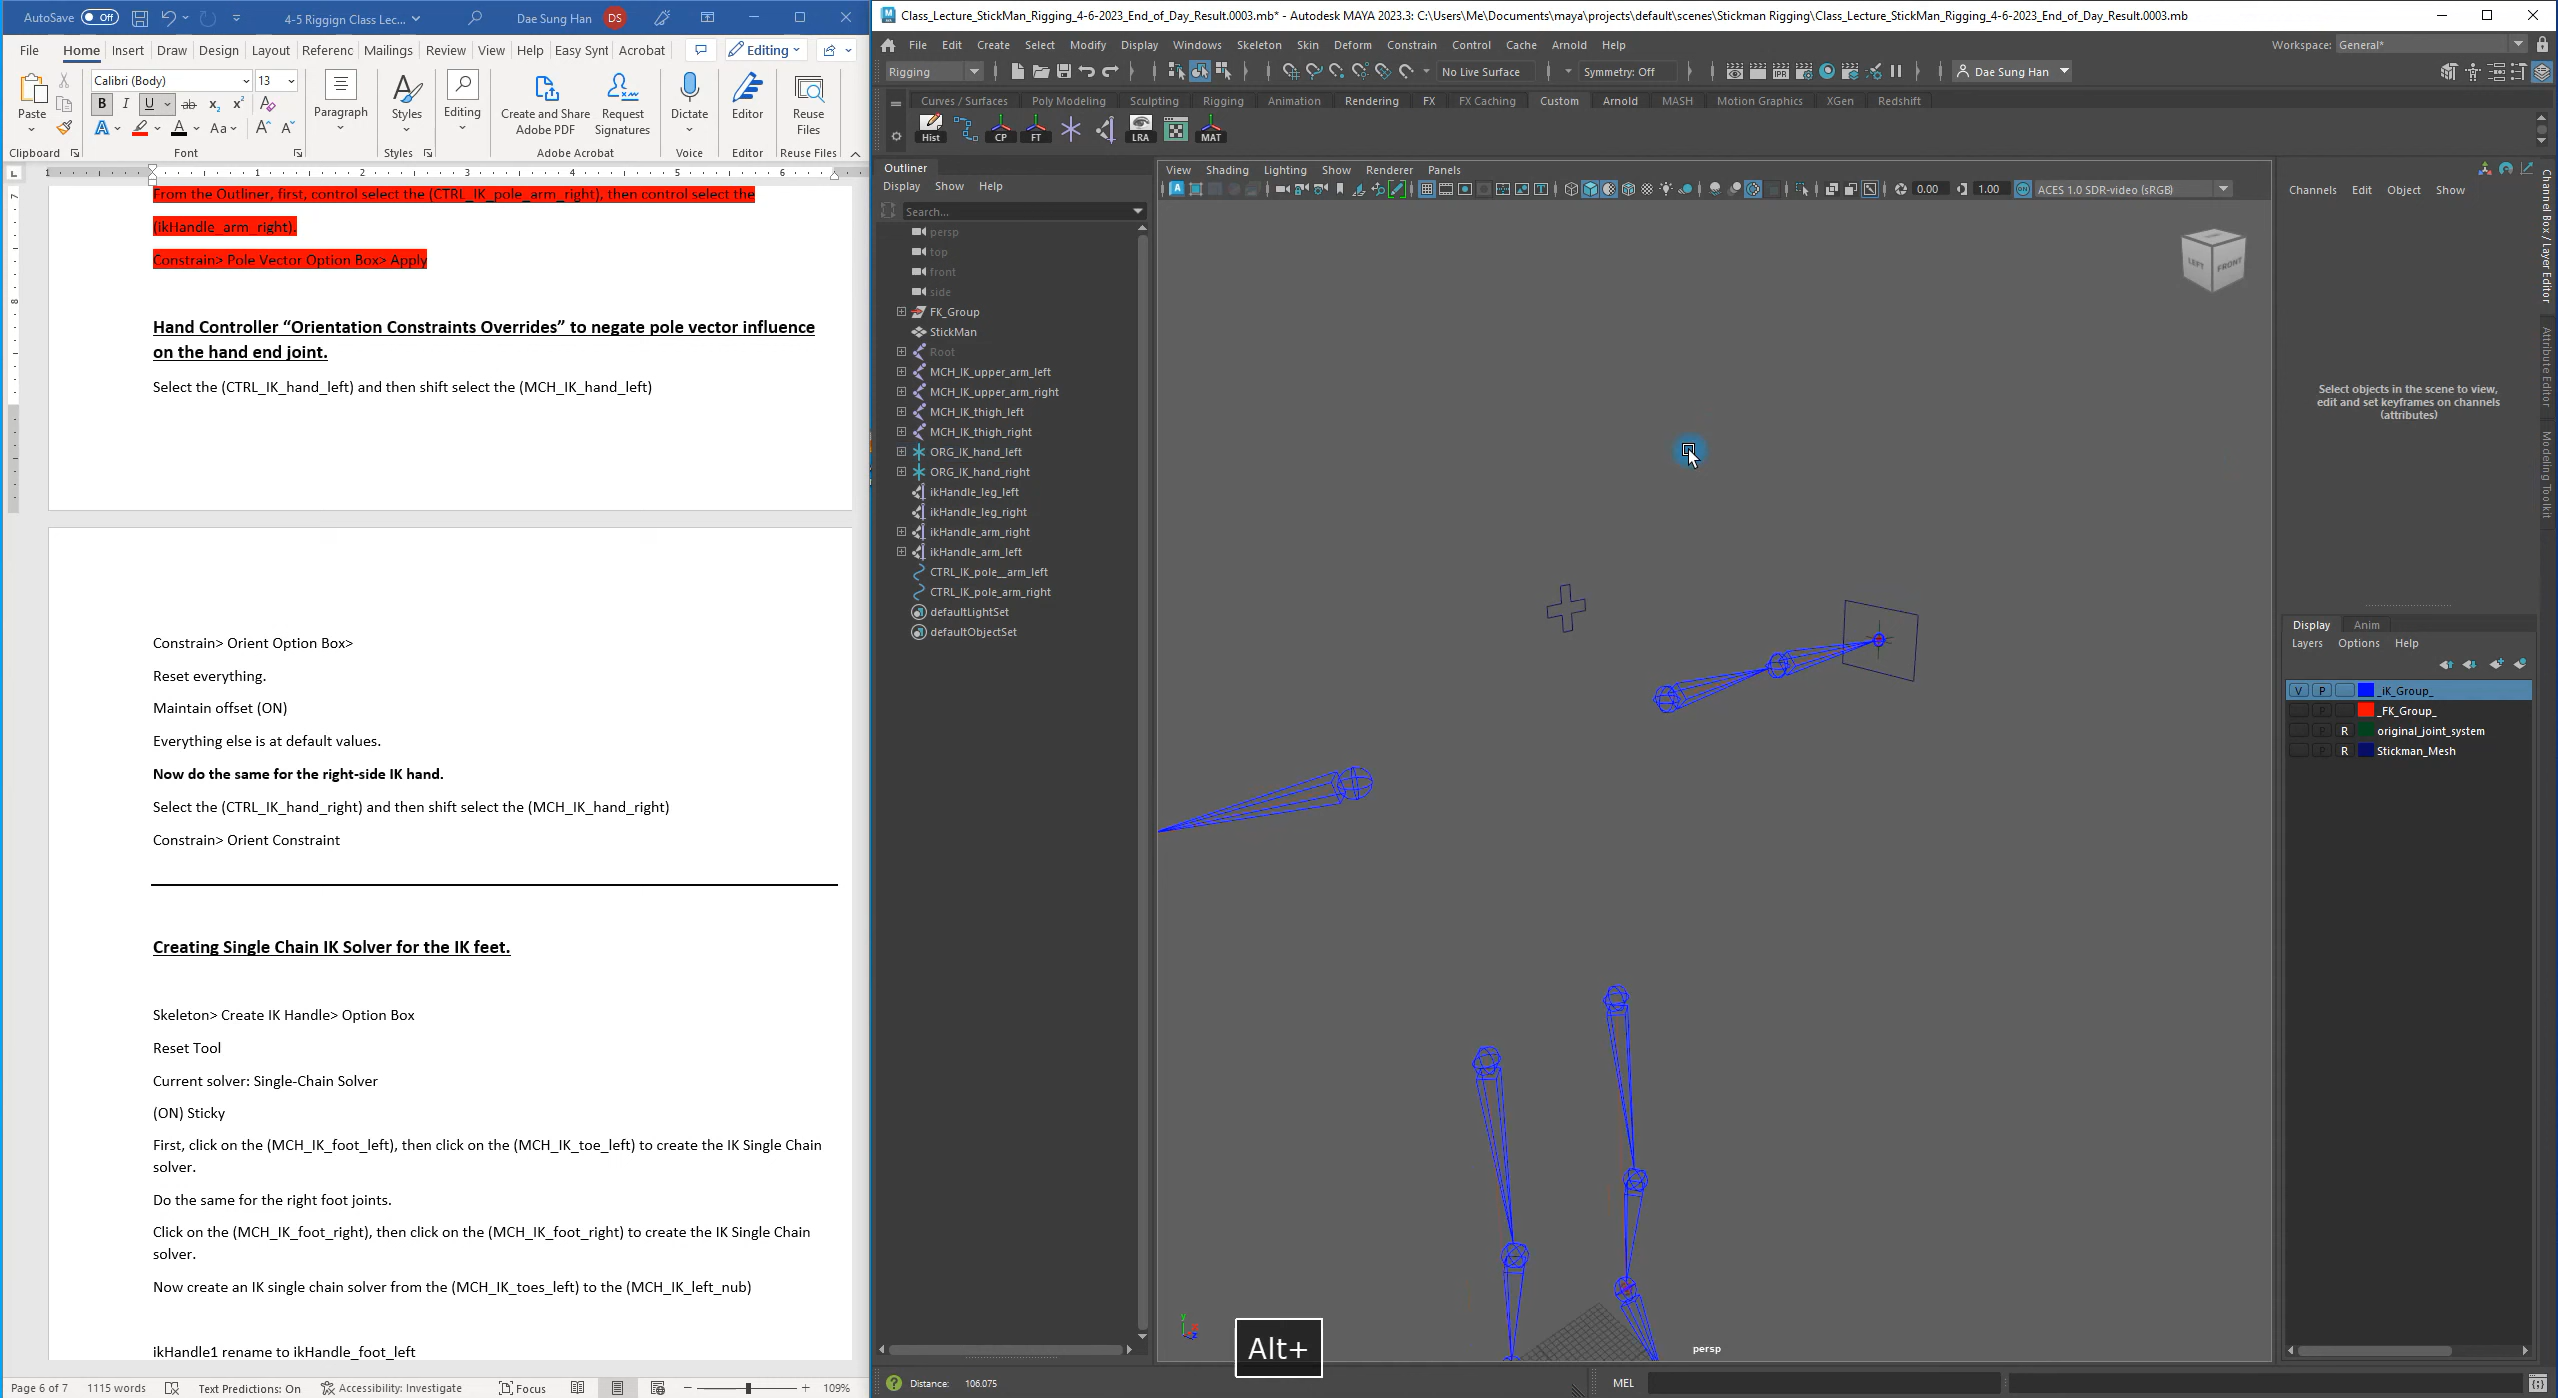 AutoSave Off 4-5 Riggign Class Lec... Dae Sung Han DS
File Home Insert Draw Design Layout Referenc Mailings Review View Help Easy Synt Acrobat Editing
Calibri (Body) 13
Paste
Paragraph
Styles
Editing
Create and Share Adobe PDF
Request Signatures
Dictate
Editor
Reuse Files
Clipboard Font Styles Adobe Acrobat Voice Editor Reuse Files
From the Outliner, first, control select the (CTRL_IK_pole_arm_right), then control select the
(ikHandle_arm_right).
Constrain> Pole Vector Option Box> Apply
Hand Controller “Orientation Constraints Overrides” to negate pole vector influence
on the hand end joint.
Select the (CTRL_IK_hand_left) and then shift select the (MCH_IK_hand_left)
Constrain> Orient Option Box>
Reset everything.
Maintain offset (ON)
Everything else is at default values.
Now do the same for the right-side IK hand.
Select the (CTRL_IK_hand_right) and then shift select the (MCH_IK_hand_right)
Constrain> Orient Constraint
Creating Single Chain IK Solver for the IK feet.
Skeleton> Create IK Handle> Option Box
Reset Tool
Current solver: Single-Chain Solver
(ON) Sticky
First, click on the (MCH_IK_foot_left), then click on the (MCH_IK_toe_left) to create the IK Single Chain
solver.
Do the same for the right foot joints.
Click on the (MCH_IK_foot_right), then click on the (MCH_IK_foot_right) to create the IK Single Chain
solver.
Now create an IK single chain solver from the (MCH_IK_toes_left) to the (MCH_IK_left_nub)
ikHandle1 rename to ikHandle_foot_left
Page 6 of 7 1115 words Text Predictions: On Accessibility: Investigate Focus 109%
Class_Lecture_StickMan_Rigging_4-6-2023_End_of_Day_Result.0003.mb* - Autodesk MAYA 2023.3: C:\Users\Me\Documents\maya\projects\default\scenes\Stickman Rigging\Class_Lecture_StickMan_Rigging_4-6-2023_End_of_Day_Result.0003.mb
File Edit Create Select Modify Display Windows Skeleton Skin Deform Constrain Control Cache Arnold Help Workspace: General*
Rigging No Live Surface Symmetry: Off Dae Sung Han
Curves / Surfaces Poly Modeling Sculpting Rigging Animation Rendering FX FX Caching Custom Arnold MASH Motion Graphics XGen Redshift
Hist CP FT LRA MAT
Outliner
Display Show Help
Search...
persp
top
front
side
FK_Group
StickMan
Root
MCH_IK_upper_arm_left
MCH_IK_upper_arm_right
MCH_IK_thigh_left
MCH_IK_thigh_right
ORG_IK_hand_left
ORG_IK_hand_right
ikHandle_leg_left
ikHandle_leg_right
ikHandle_arm_right
ikHandle_arm_left
CTRL_IK_pole__arm_left
CTRL_IK_pole_arm_right
defaultLightSet
defaultObjectSet
View Shading Lighting Show Renderer Panels
0.00 1.00 ACES 1.0 SDR-video (sRGB)
LEFT FRONT
persp
Alt+
Channels Edit Object Show
Select objects in the scene to view,
edit and set keyframes on channels
(attributes)
Display Anim
Layers Options Help
V P _iK_Group_
P _FK_Group_
P R original_joint_system
P R Stickman_Mesh
Channel Box / Layer Editor
Attribute Editor
Modeling Toolkit
Distance: 106.075
MEL